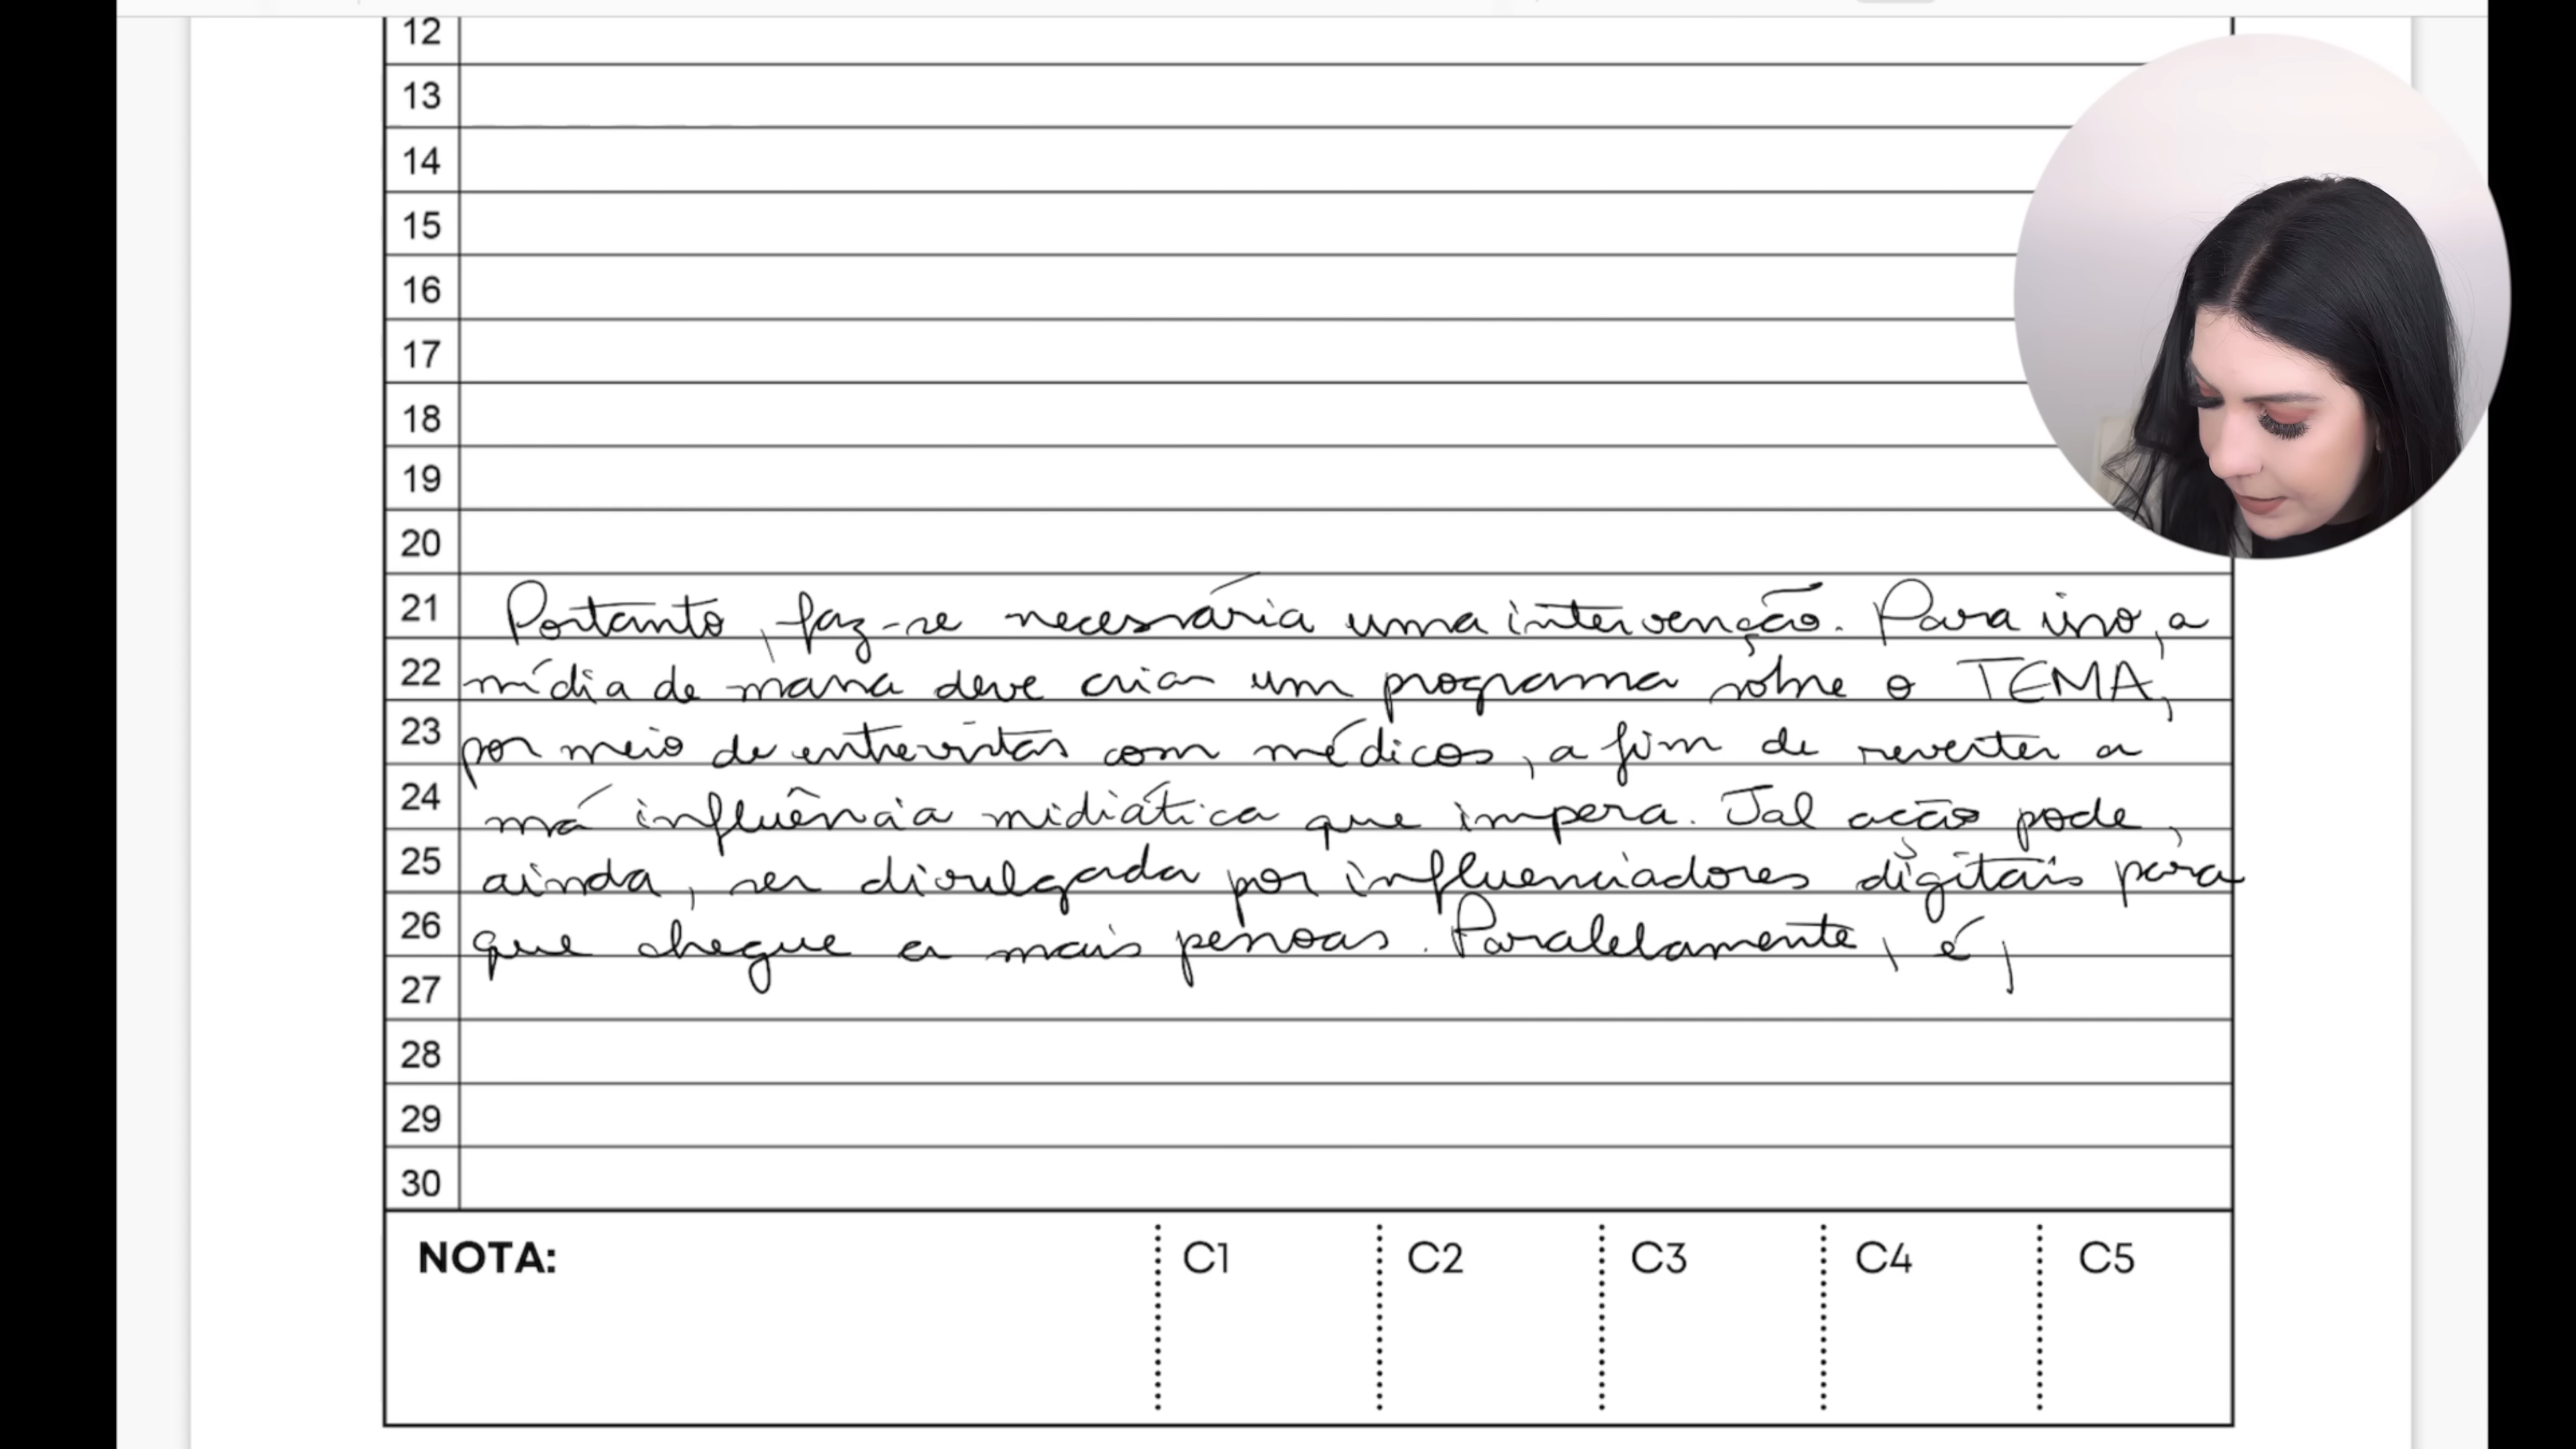 12
13
14
15
16
17
18
19
20
21 Portanto, faz-se necessária uma intervenção. Para isso, a
22 mídia de massa deve criar um programa sobre o TEMA,
23 por meio de entrevistas com médicos, a fim de reverter a
24 má influência midiática que impera. Tal ação pode,
25 ainda, ser divulgada por influenciadores digitais para
26 que chegue a mais pessoas. Paralelamente, é,
27
28
29
30
NOTA: C1 C2 C3 C4 C5